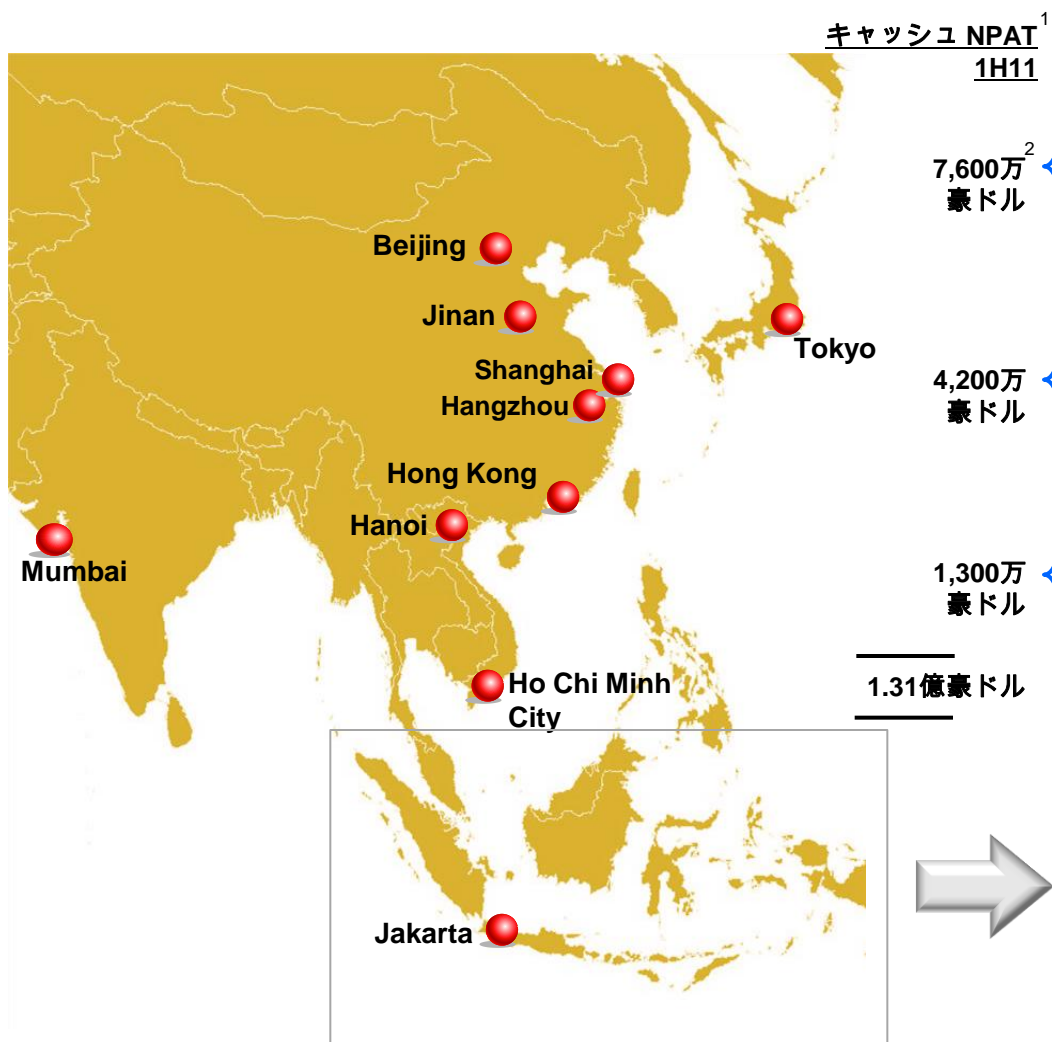 キャッシュ NPAT1
1H11
7,600万2
豪ドル
Beijing
Jinan
Tokyo
Shanghai
4,200万
豪ドル
Hangzhou
Hong Kong
Hanoi
Mumbai
1,300万
豪ドル
Ho Chi Minh
City
1.31億豪ドル
Jakarta